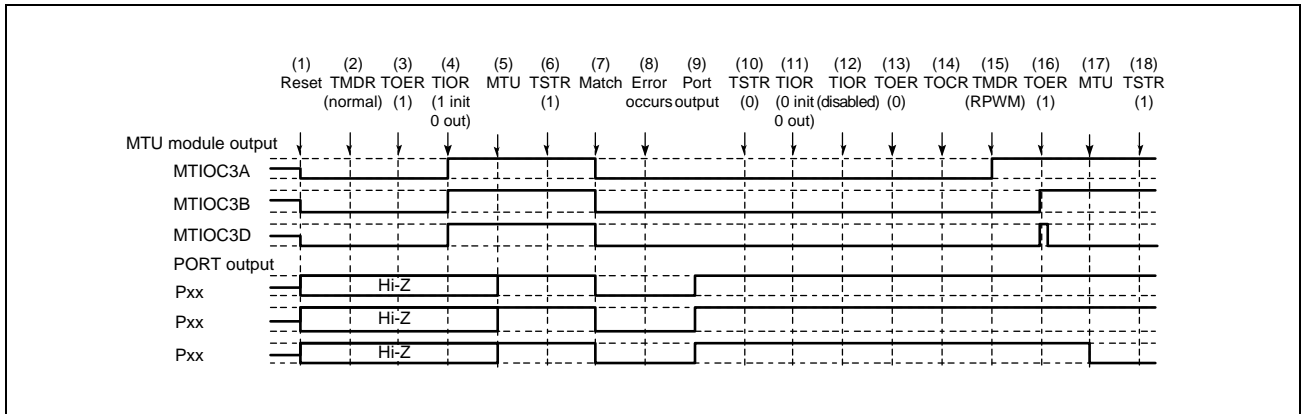 (1) (2) (3) (4) (5) (6) (7) (8) (9) (10) (11) (12) (13) (14) (15) (16) (17) (18)
Reset TMDR TOER TIOR MTU TSTR Match Error Port TSTR TIOR TIOR TOER TOCR TMDR TOER MTU TSTR
(normal) (1) (1 init (1) occurs output (0) (0 init (disabled) (0) (RPWM) (1) (1)
0 out) 0 out)
MTU module output
MTIOC3A
MTIOC3B
MTIOC3D
PORT output
Pxx Hi-Z
Pxx Hi-Z
Pxx Hi-Z